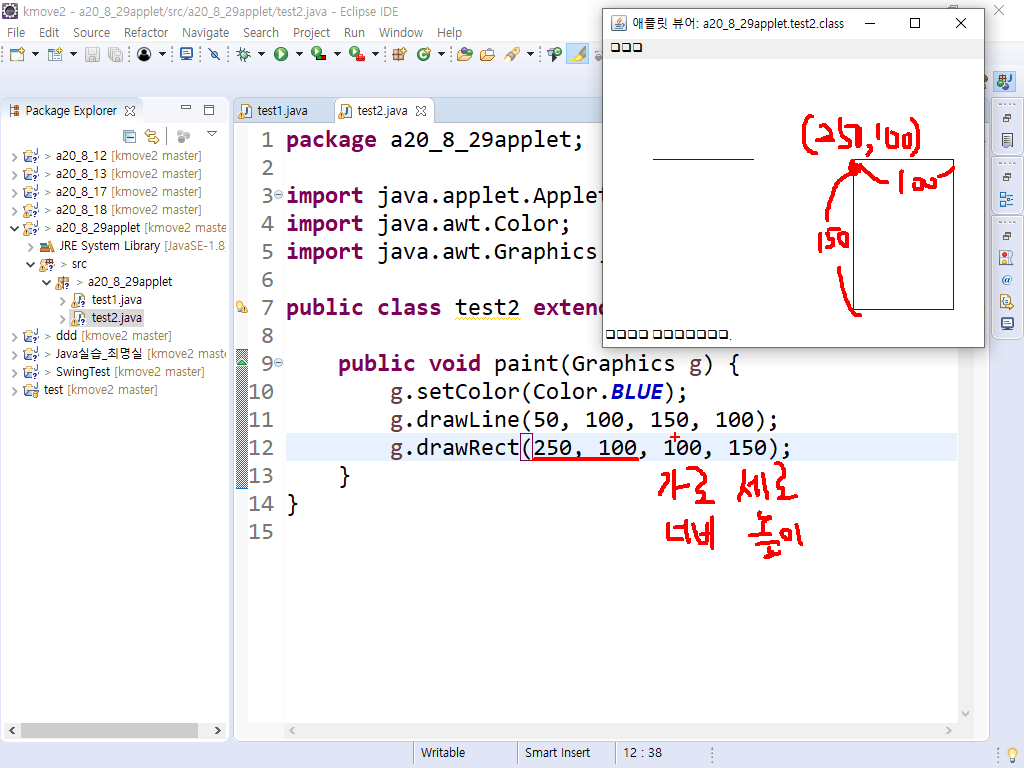 kmove2 - a20_8_29applet/src/a20_8_29applet/test2.java - Eclipse IDE
File Edit Source Refactor Navigate Search Project Run Window Help
애플릿 뷰어: a20_8_29applet.test2.class
□□□
(250,100)
100
150
□□□□ □□□□□□□.
Package Explorer
> a20_8_12 [kmove2 master]
> a20_8_13 [kmove2 master]
> a20_8_17 [kmove2 master]
> a20_8_18 [kmove2 master]
> a20_8_29applet [kmove2 maste
JRE System Library [JavaSE-1.8
> src
> a20_8_29applet
test1.java
test2.java
ddd [kmove2 master]
> Java실습_최명실 [kmove2 maste
> SwingTest [kmove2 master]
test [kmove2 master]
test1.java test2.java
1 package a20_8_29applet;
2
3 import java.applet.Applet
4 import java.awt.Color;
5 import java.awt.Graphics
6
7 public class test2 extend
8
9 public void paint(Graphics g) {
10 g.setColor(Color.BLUE);
11 g.drawLine(50, 100, 150, 100);
12 g.drawRect(250, 100, 100, 150);
13 }
14 }
15
가로 세로
너비 높이
Writable Smart Insert 12 : 38